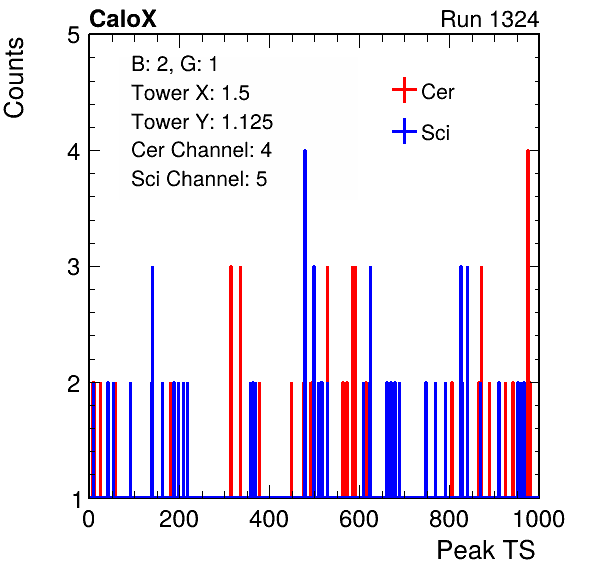 CaloX Run 1324
Counts
B: 2, G: 1
Tower X: 1.5
Tower Y: 1.125
Cer Channel: 4
Sci Channel: 5
Cer
Sci
5
4
3
2
1
0 200 400 600 800 1000
Peak TS